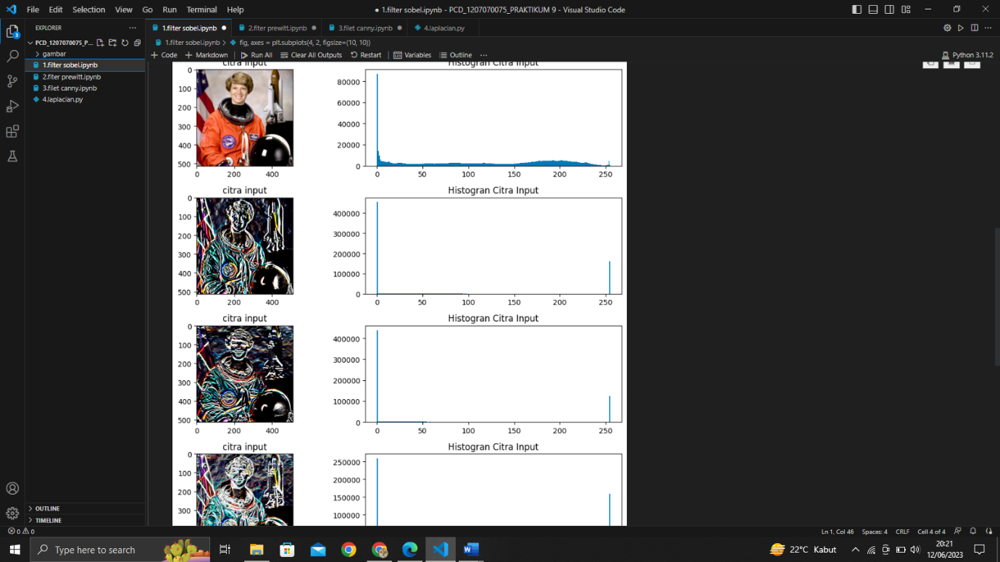 File Edit Selection View Go Run Terminal Help
● 1.filter sobel.ipynb - PCD_1207070075_PRAKTIKUM 9 - Visual Studio Code
EXPLORER
1.filter sobel.ipynb ● 2.fiter prewitt.ipynb ● 3.filet canny.ipynb ● 4.laplacian.py
PCD_1207070075_P...
1.filter sobel.ipynb > fig, axes = plt.subplots(4, 2, figsize=(10, 10))
gambar
+ Code + Markdown Run All Clear All Outputs Restart Variables Outline ...
Python 3.11.2
1.filter sobel.ipynb
2.fiter prewitt.ipynb
3.filet canny.ipynb
4.laplacian.py
citra input
Histogran Citra Input
0
100
200
300
400
500
0 200 400
80000
60000
40000
20000
0
0 50 100 150 200 250
citra input
Histogran Citra Input
0
100
200
300
400
500
0 200 400
400000
300000
200000
100000
0
0 50 100 150 200 250
citra input
Histogran Citra Input
0
100
200
300
400
500
0 200 400
400000
300000
200000
100000
0
0 50 100 150 200 250
citra input
Histogran Citra Input
0
100
200
300
250000
200000
150000
100000
OUTLINE
TIMELINE
0 0
Ln 1, Col 46 Spaces: 4 CRLF Cell 4 of 4
Type here to search
22°C Kabut
20:21
12/06/2023